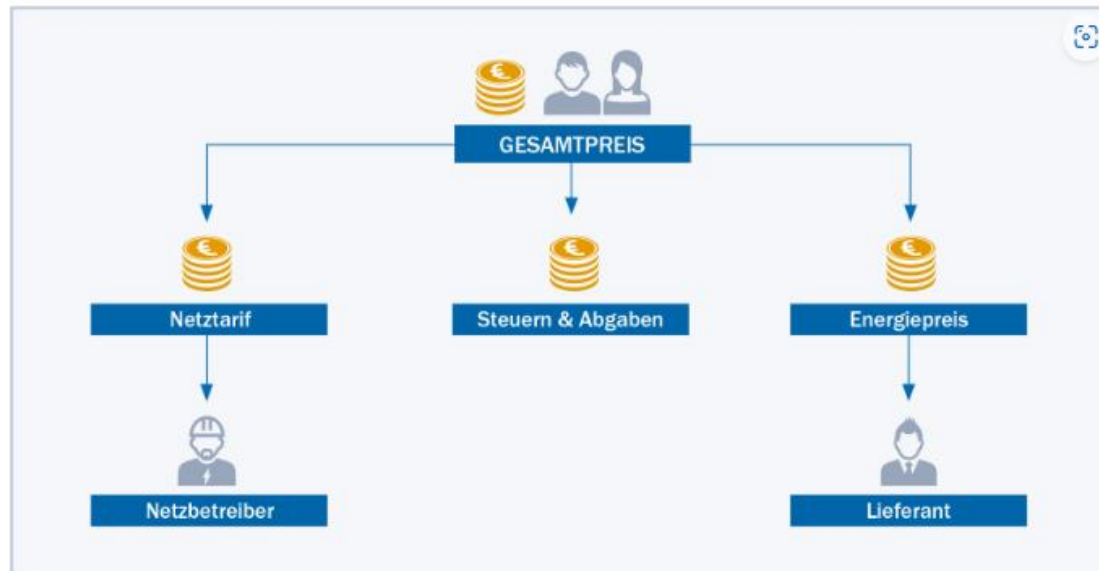 GESAMTPREIS
Netztarif
Steuern & Abgaben
Energiepreis
Netzbetreiber
Lieferant